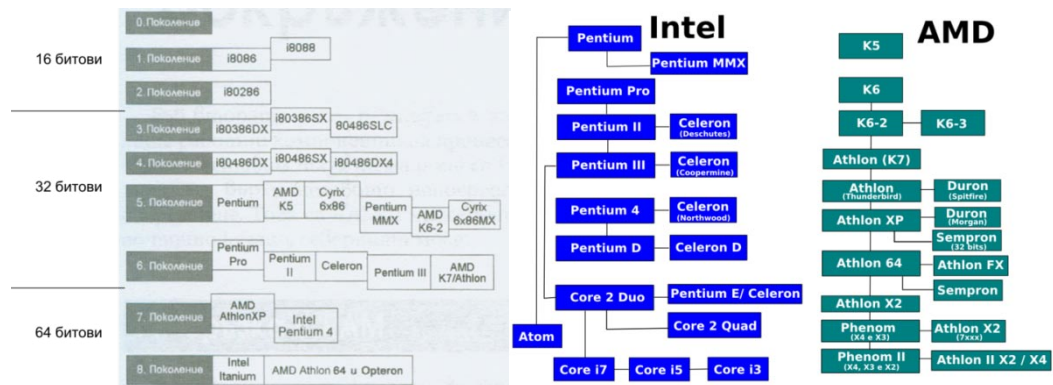 16 битови
32 битови
64 битови
0. Поколение
1. Поколение
i8086
i8088
2. Поколение
i80286
3. Поколение
i80386DX
i80386SX
80486SLC
4. Поколение
i80486DX
i80486SX
i80486DX4
5. Поколение
Pentium
AMD
K5
Cyrix
6x86
Pentium
MMX
AMD
K6-2
Cyrix
6x86MX
6. Поколение
Pentium
Pro
Pentium
II
Celeron
Pentium III
AMD
K7/Athlon
7. Поколение
AMD
AthlonXP
Intel
Pentium 4
8. Поколение
Intel
Itanium
AMD Athlon 64 и Opteron
Intel
Pentium
Pentium MMX
Pentium Pro
Pentium II
Celeron
(Deschutes)
Pentium III
Celeron
(Coopermine)
Pentium 4
Celeron
(Northwood)
Pentium D
Celeron D
Core 2 Duo
Pentium E/ Celeron
Core 2 Quad
Atom
Core i7
Core i5
Core i3
AMD
K5
K6
K6-2
K6-3
Athlon (K7)
Athlon
(Thunderbird)
Duron
(Spitfire)
Athlon XP
Duron
(Morgan)
Sempron
(32 bits)
Athlon 64
Athlon FX
Sempron
Athlon X2
Phenom
(X4 e X3)
Athlon X2
(7xxx)
Phenom II
(X4, X3 e X2)
Athlon II X2 / X4